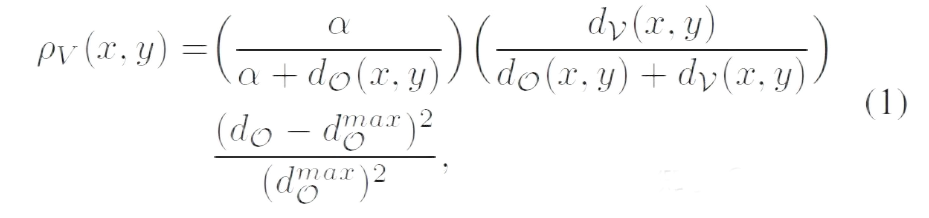 ρ_V(x, y) = ( α / (α + d_𝒪(x, y)) ) ( d_𝒱(x, y) / (d_𝒪(x, y) + d_𝒱(x, y)) )
(d_𝒪 − d_𝒪^{max})^2 / (d_𝒪^{max})^2 , (1)